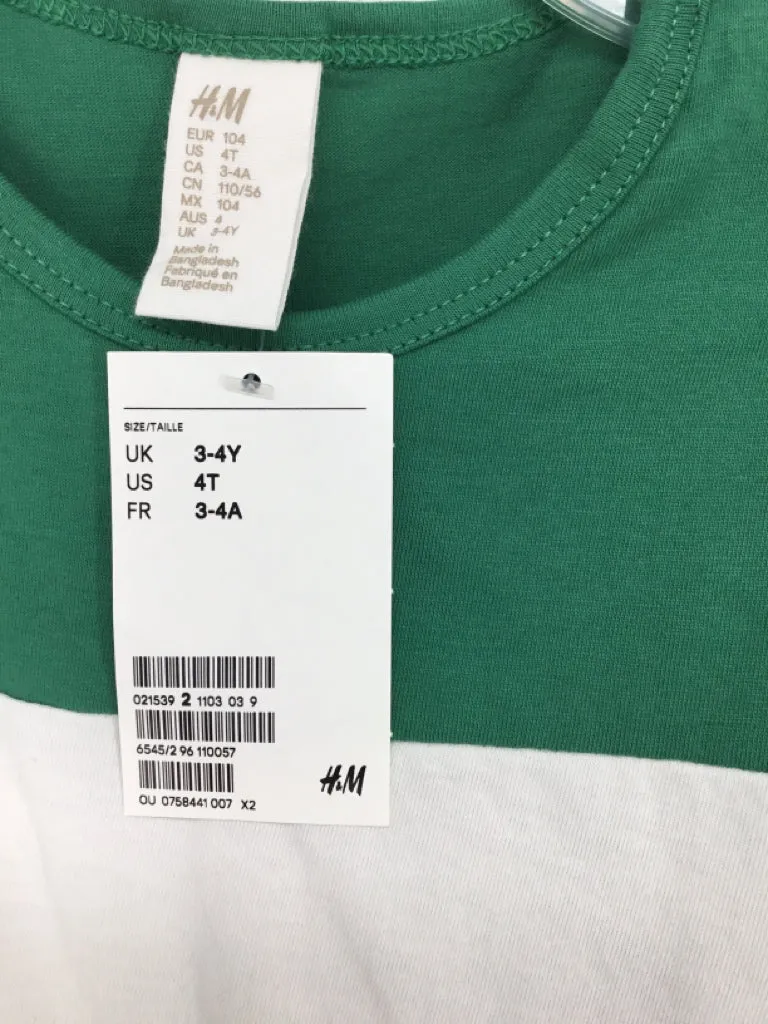 H&M
EUR 104
US 4T
CA 3-4A
CN 110/56
MX 104
AUS 4
UK 3-4Y
Made in
Bangladesh
Fabriqué en
Bangladesh
SIZE/TAILLE
UK 3-4Y
US 4T
FR 3-4A
021539 2 1103 03 9
6545/2 96 110057
OU 0758441 007 X2
H&M